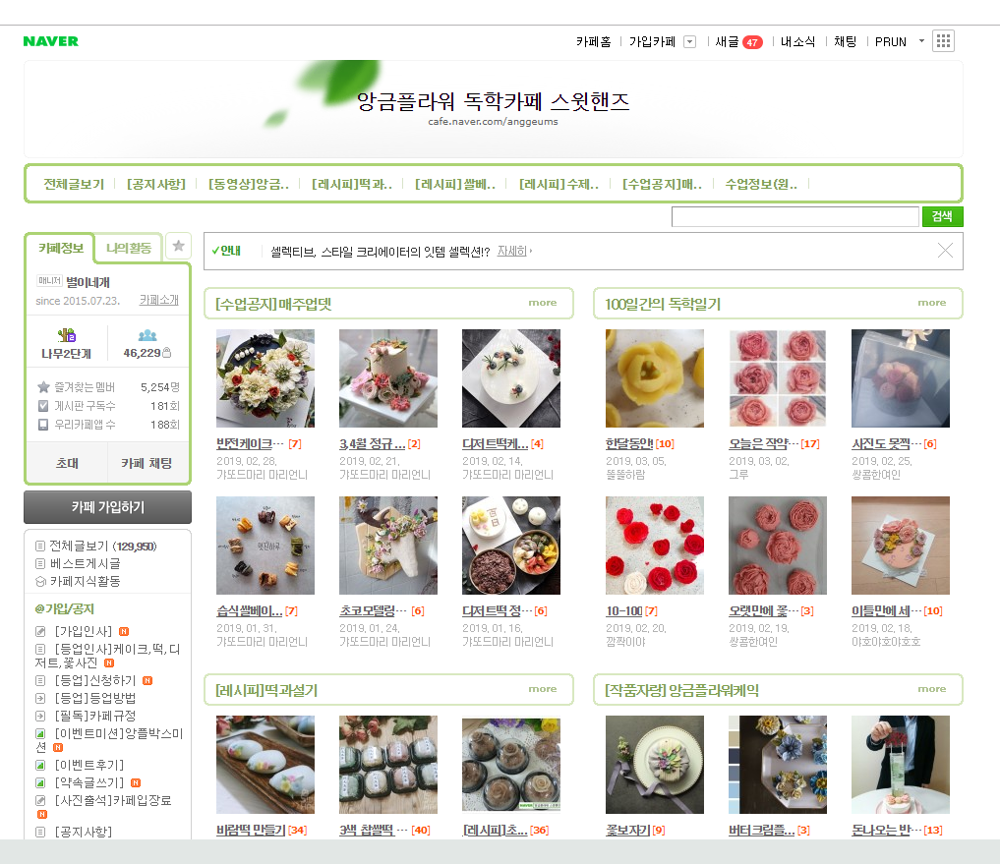 NAVER
카페홈 가입카페 새글 47 내소식 채팅 PRUN
앙금플라워 독학카페 스윗핸즈
cafe.naver.com/anggeums
전체글보기 [공지사항] [동영상]앙금.. [레시피]떡과.. [레시피]쌀베.. [레시피]수제.. [수업공지]매.. 수업정보(원..
검색
카페정보 나의활동
안내 셀렉티브, 스타일 크리에이터의 잇템 셀렉션!? 자세히
매니저 별이네개
since 2015.07.23. 카페소개
나무2단계 46,229
즐겨찾는 멤버 5,254명
게시판 구독수 181회
우리카페앱 수 188회
초대 카페 채팅
카페 가입하기
전체글보기 (129,950)
베스트게시글
카페지식활동
@가입/공지
[가입인사] N
[등업인사]케이크,떡,디
저트,꽃사진 N
[등업]신청하기 N
[등업]등업방법
[필독]카페규정
[이벤트미션]앙플박스미
션 N
[이벤트후기]
[약속글쓰기] N
[사진출석]카페입장료
N
[공지사항]
[수업공지]매주업뎃 more
반전케이크… [7]
2019. 02. 28.
갸또드마리 마리언니
3,4월 정규 … [2]
2019. 02. 21.
갸또드마리 마리언니
디저트떡케… [4]
2019. 02. 14.
갸또드마리 마리언니
습식쌀베이… [7]
2019. 01. 31.
갸또드마리 마리언니
초코모델링… [6]
2019. 01. 24.
갸또드마리 마리언니
디저트떡 정… [6]
2019. 01. 16.
갸또드마리 마리언니
100일간의 독학일기 more
한달동안! [10]
2019. 03. 05.
뚤뚤하람
오늘은 작약… [17]
2019. 03. 02.
그루
사진도 못찍… [6]
2019. 02. 25.
쌍콤한여인
10-100 [7]
2019. 02. 20.
깜짝이야
오랫만에 꽃… [3]
2019. 02. 19.
쌍콤한여인
이틀만에 세… [10]
2019. 02. 18.
야호야호야호호
[레시피]떡과설기 more
바람떡 만들기 [34]
3색 찹쌀떡 … [40]
[레시피]초… [36]
[작품자랑] 앙금플라워케익 more
꽃보자기 [9]
버터크림플… [3]
돈나오는 반… [13]